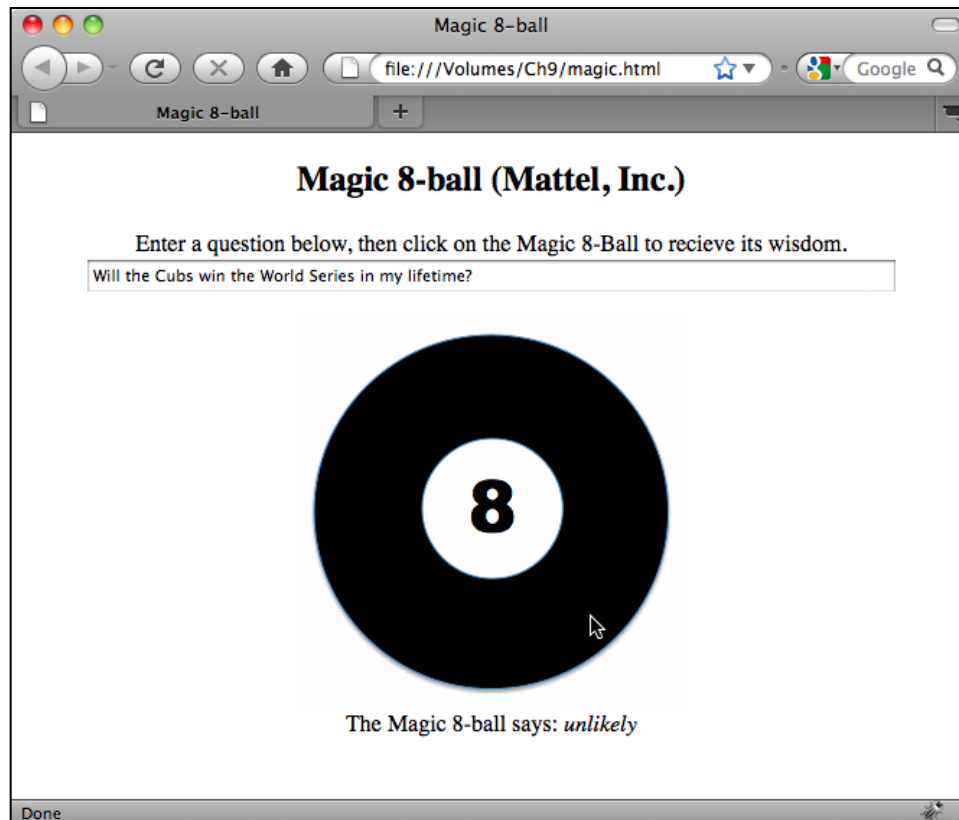 Magic 8-ball
file:///Volumes/Ch9/magic.html Google
Magic 8-ball +
Magic 8-ball (Mattel, Inc.)
Enter a question below, then click on the Magic 8-Ball to recieve its wisdom.
Will the Cubs win the World Series in my lifetime?
8
The Magic 8-ball says: unlikely
Done